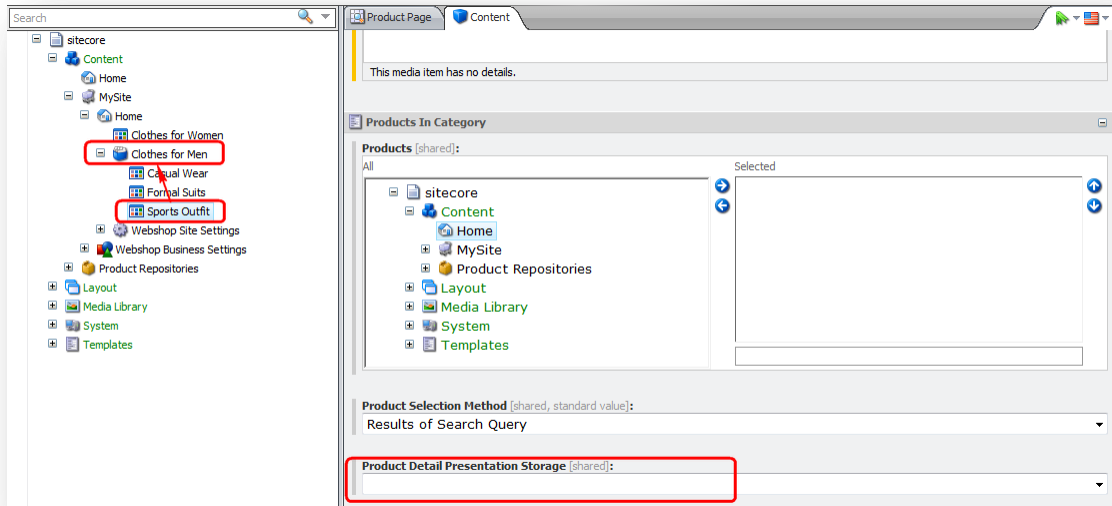 Search
sitecore
Content
Home
MySite
Home
Clothes for Women
Clothes for Men
Casual Wear
Formal Suits
Sports Outfit
Webshop Site Settings
Webshop Business Settings
Product Repositories
Layout
Media Library
System
Templates
Product Page
Content
This media item has no details.
Products In Category
Products [shared]:
All
Selected
sitecore
Content
Home
MySite
Product Repositories
Layout
Media Library
System
Templates
Product Selection Method [shared, standard value]:
Results of Search Query
Product Detail Presentation Storage [shared]: